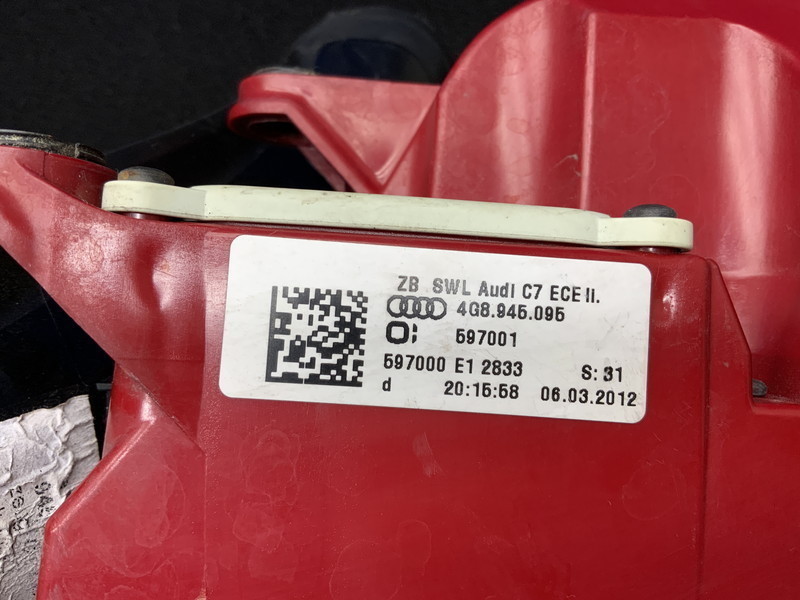 ZB SWL Audi C7 ECE li.
4G8.945.095
597001
597000 E1 2833 S: 31
d 20:15:58 06.03.2012